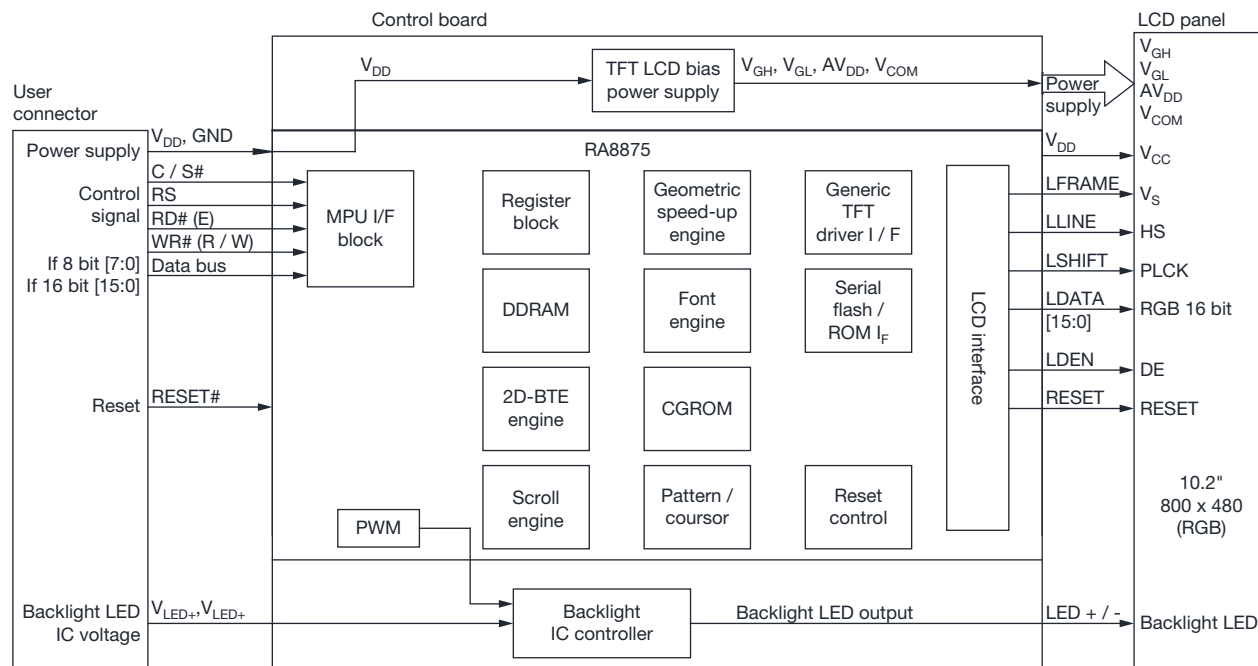 Control board
LCD panel
User
connector
V_DD
TFT LCD bias
power supply
V_GH, V_GL, AV_DD, V_COM
Power
supply
V_GH
V_GL
AV_DD
V_COM
Power supply
V_DD, GND
RA8875
V_DD
V_CC
Control
signal
C / S#
RS
RD# (E)
WR# (R / W)
If 8 bit [7:0]
If 16 bit [15:0]
Data bus
MPU I/F
block
Register
block
Geometric
speed-up
engine
Generic
TFT
driver I / F
DDRAM
Font
engine
Serial
flash /
ROM I_F
2D-BTE
engine
CGROM
Scroll
engine
Pattern /
coursor
Reset
control
LCD interface
LFRAME
V_S
LLINE
HS
LSHIFT
PLCK
LDATA
[15:0]
RGB 16 bit
LDEN
DE
RESET
RESET
Reset
RESET#
10.2"
800 x 480
(RGB)
PWM
Backlight LED
IC voltage
V_LED+,V_LED+
Backlight
IC controller
Backlight LED output
LED + / -
Backlight LED